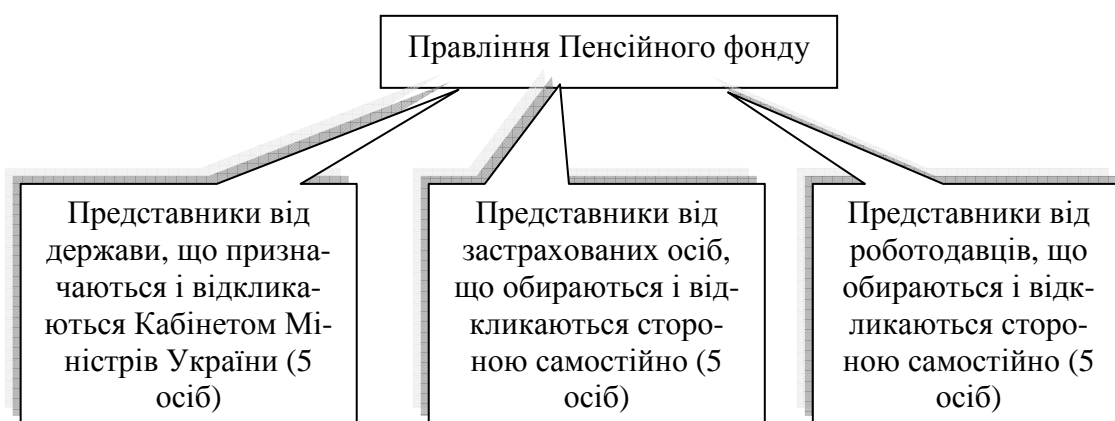 Правління Пенсійного фонду
Представники від
держави, що призна-
чаються і відклика-
ються Кабінетом Мі-
ністрів України (5
осіб)
Представники від
застрахованих осіб,
що обираються і від-
кликаються сторо-
ною самостійно (5
осіб)
Представники від
роботодавців, що
обираються і відк-
ликаються сторо-
ною самостійно (5
осіб)